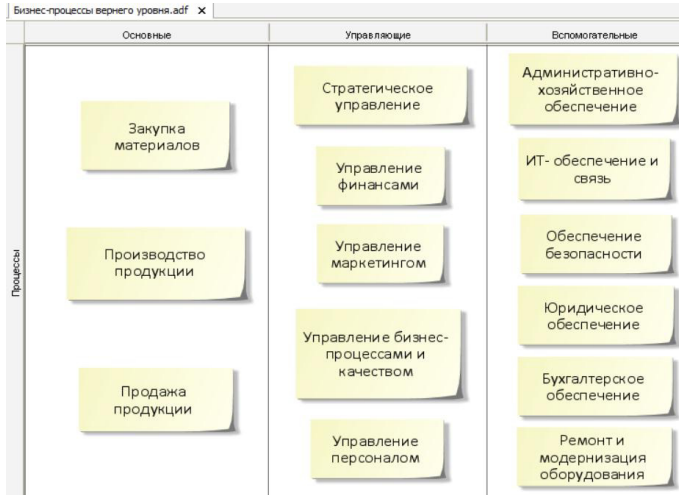 Бизнес-процессы вернего уровня.adf
Основные
Управляющие
Вспомогательные
Процессы
Закупка
материалов
Производство
продукции
Продажа
продукции
Стратегическое
управление
Управление
финансами
Управление
маркетингом
Управление бизнес-
процессами и
качеством
Управление
персоналом
Административно-
хозяйственное
обеспечение
ИТ- обеспечение и
связь
Обеспечение
безопасности
Юридическое
обеспечение
Бухгалтерское
обеспечение
Ремонт и
модернизация
оборудования